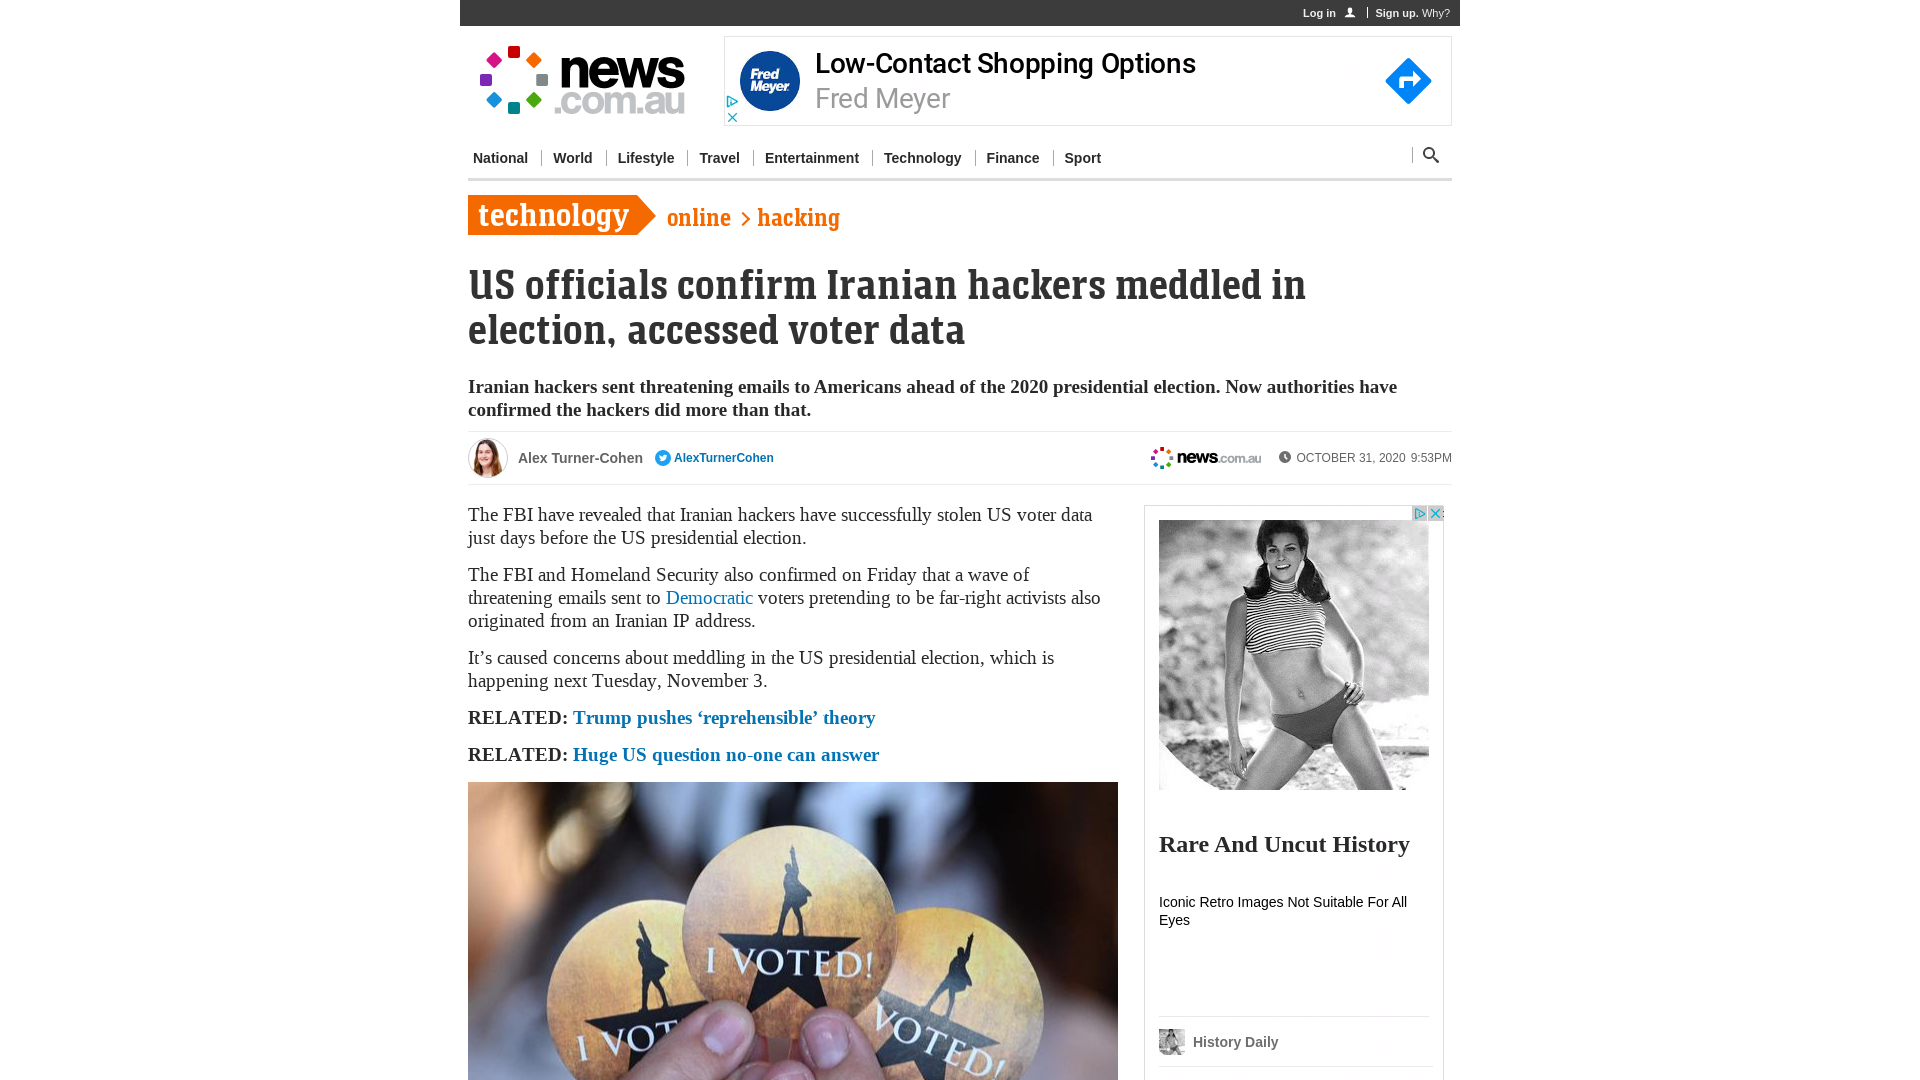 Log in
Sign up. Why?
news
.com.au
Fred
Meyer
Low-Contact Shopping Options
Fred Meyer
National
World
Lifestyle
Travel
Entertainment
Technology
Finance
Sport
technology
online
hacking
US officials confirm Iranian hackers meddled in
election, accessed voter data
Iranian hackers sent threatening emails to Americans ahead of the 2020 presidential election. Now authorities have
confirmed the hackers did more than that.
Alex Turner-Cohen
AlexTurnerCohen
news.com.au
OCTOBER 31, 2020 9:53PM
The FBI have revealed that Iranian hackers have successfully stolen US voter data
just days before the US presidential election.
The FBI and Homeland Security also confirmed on Friday that a wave of
threatening emails sent to Democratic voters pretending to be far-right activists also
originated from an Iranian IP address.
It’s caused concerns about meddling in the US presidential election, which is
happening next Tuesday, November 3.
RELATED: Trump pushes ‘reprehensible’ theory
RELATED: Huge US question no-one can answer
I VOTED!
I VOT
VOTED!
Rare And Uncut History
Iconic Retro Images Not Suitable For All
Eyes
History Daily